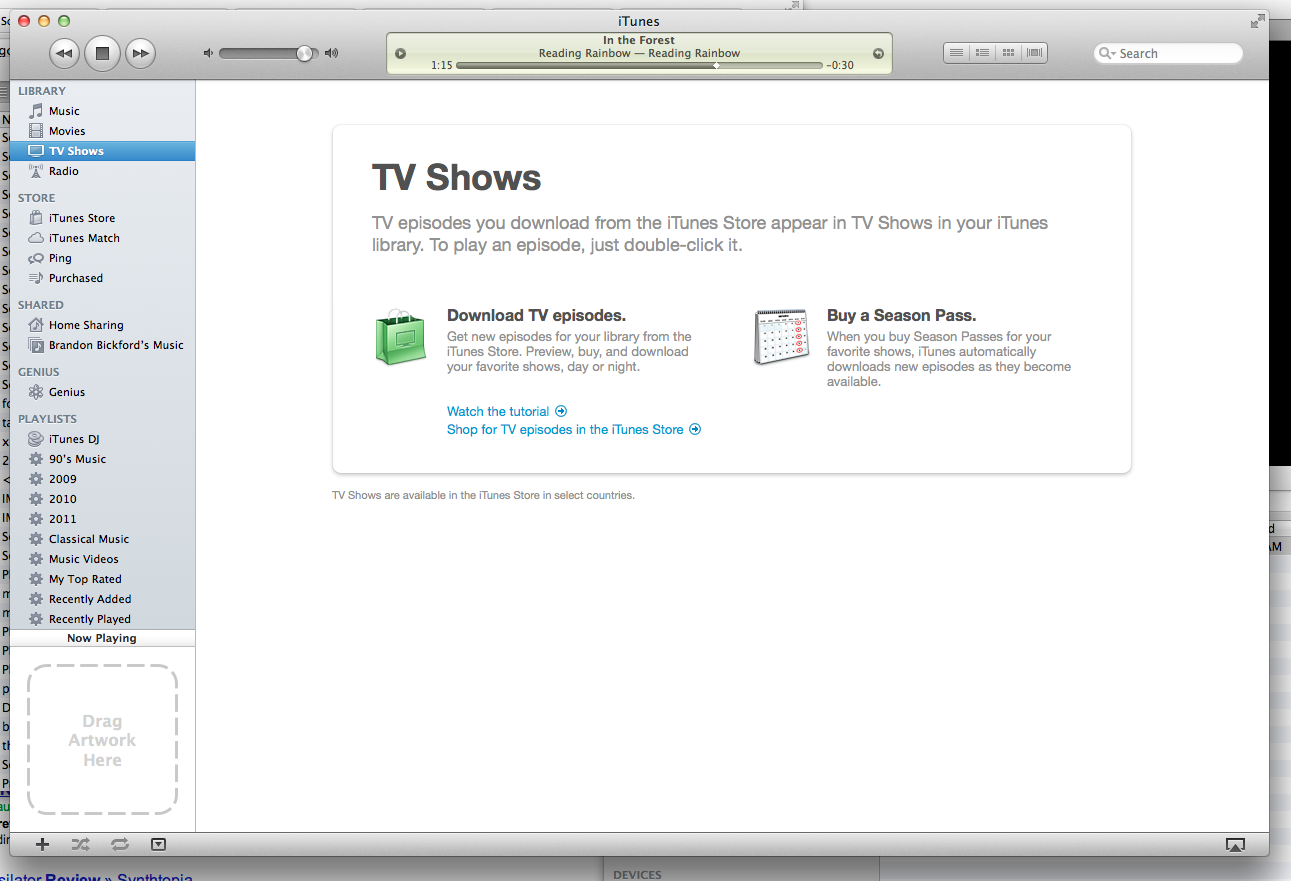 iTunes
In the Forest
Reading Rainbow — Reading Rainbow
1:15
-0:30
Search
LIBRARY
Music
Movies
TV Shows
Radio
STORE
iTunes Store
iTunes Match
Ping
Purchased
SHARED
Home Sharing
Brandon Bickford's Music
GENIUS
Genius
PLAYLISTS
iTunes DJ
90's Music
2009
2010
2011
Classical Music
Music Videos
My Top Rated
Recently Added
Recently Played
Now Playing
Drag
Artwork
Here
TV Shows
TV episodes you download from the iTunes Store appear in TV Shows in your iTunes
library. To play an episode, just double-click it.
Download TV episodes.
Get new episodes for your library from the
iTunes Store. Preview, buy, and download
your favorite shows, day or night.
Watch the tutorial
Shop for TV episodes in the iTunes Store
Buy a Season Pass.
When you buy Season Passes for your
favorite shows, iTunes automatically
downloads new episodes as they become
available.
TV Shows are available in the iTunes Store in select countries.
AM
DEVICES
Review » Synthtopia